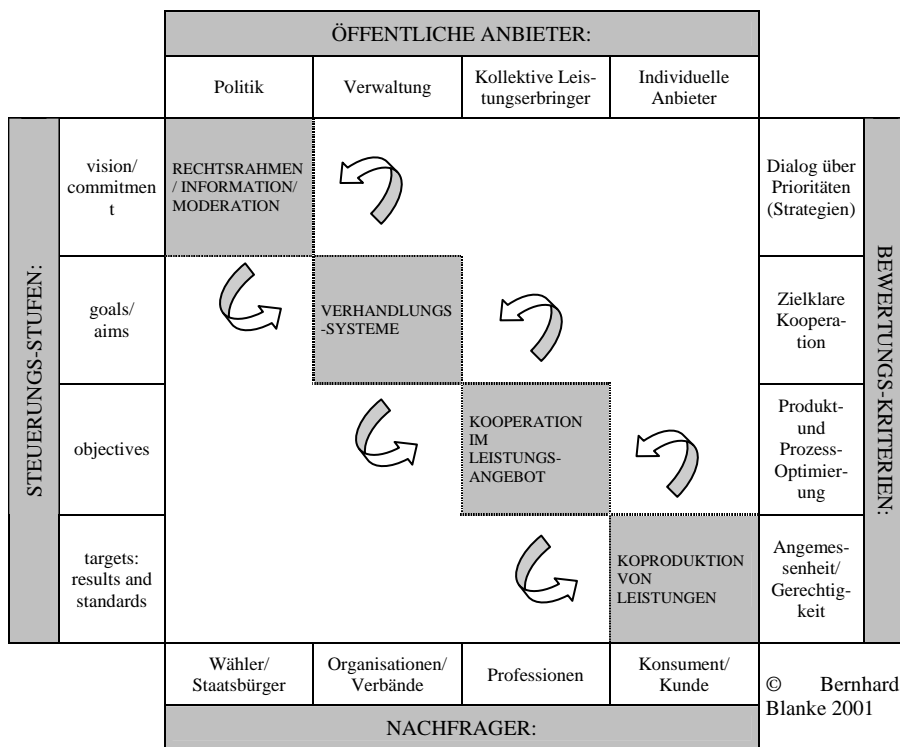 ÖFFENTLICHE ANBIETER:
Politik
Verwaltung
Kollektive Leis-
tungserbringer
Individuelle
Anbieter
STEUERUNGS-STUFEN:
vision/
commitmen
t
RECHTSRAHMEN
/ INFORMATION/
MODERATION
Dialog über
Prioritäten
(Strategien)
BEWERTUNGS-KRITERIEN:
goals/
aims
VERHANDLUNGS
-SYSTEME
Zielklare
Koopera-
tion
objectives
KOOPERATION
IM
LEISTUNGS-
ANGEBOT
Produkt-
und
Prozess-
Optimier-
ung
targets:
results and
standards
KOPRODUKTION
VON
LEISTUNGEN
Angemes-
senheit/
Gerechtig-
keit
Wähler/
Staatsbürger
Organisationen/
Verbände
Professionen
Konsument/
Kunde
© Bernhard
Blanke 2001
NACHFRAGER: